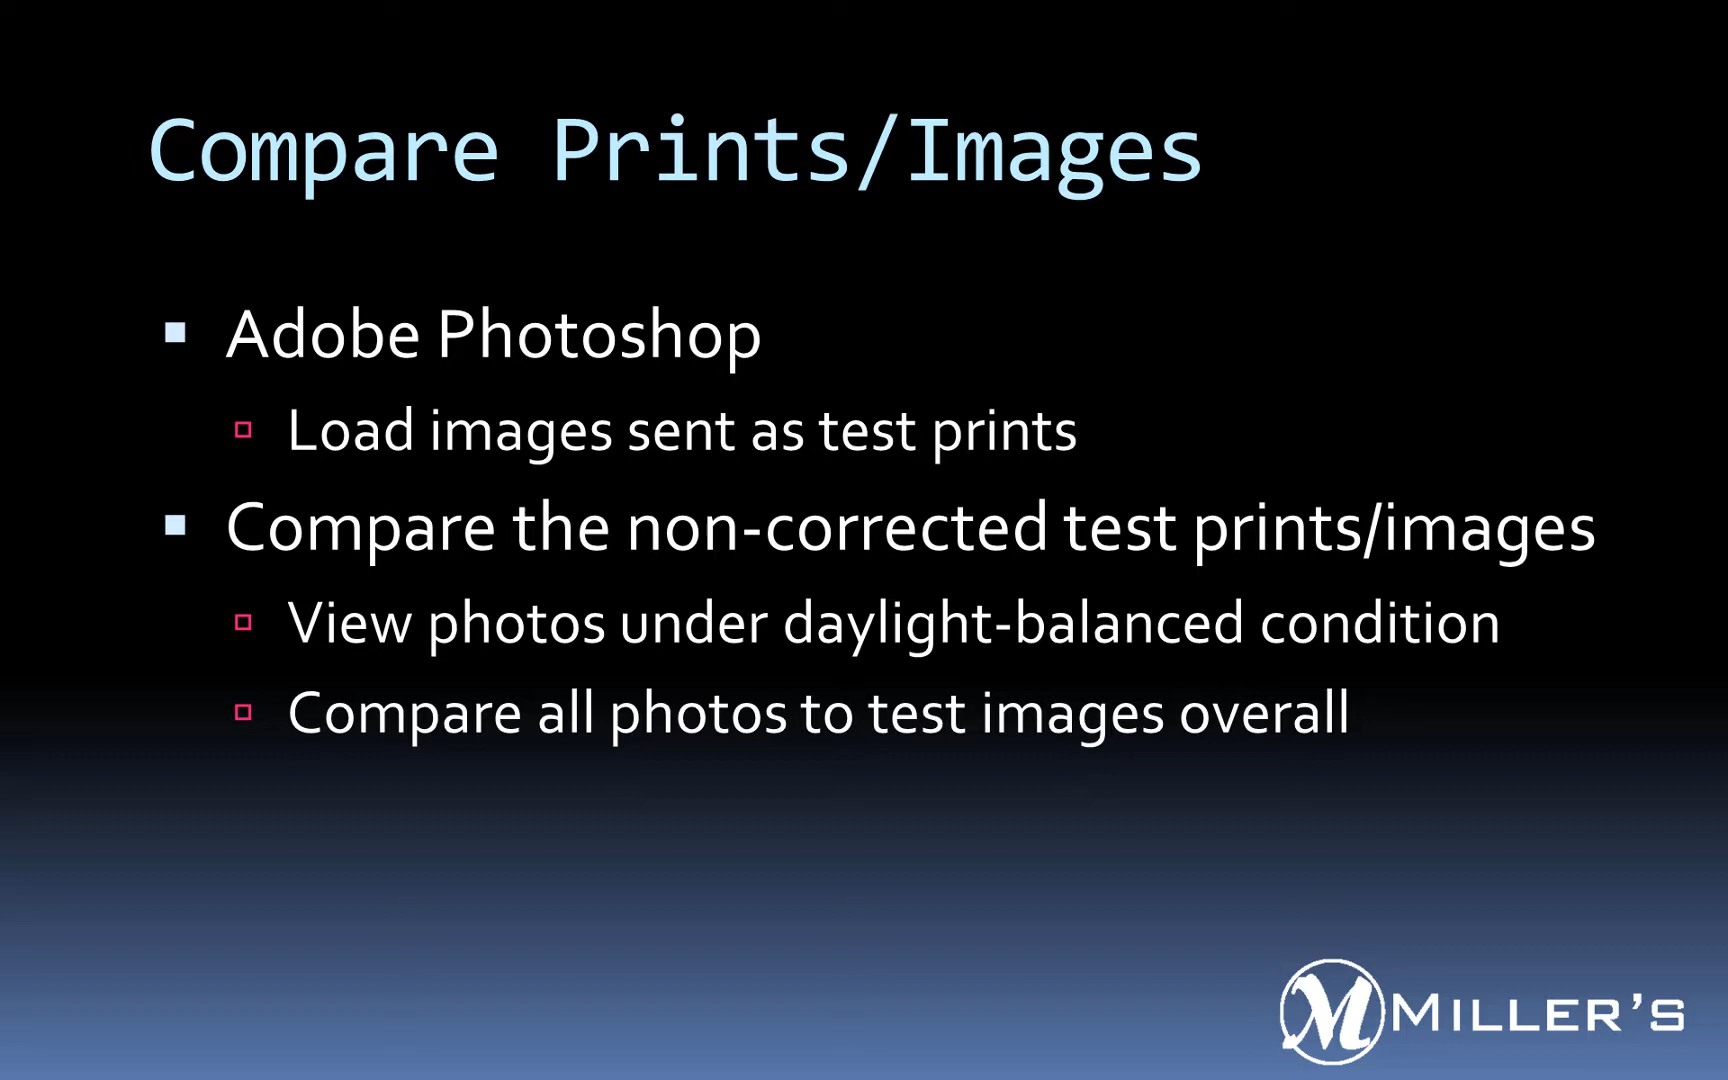 Compare Prints/Images
Adobe Photoshop
Load images sent as test prints
Compare the non-corrected test prints/images
View photos under daylight-balanced condition
Compare all photos to test images overall
M MILLER'S